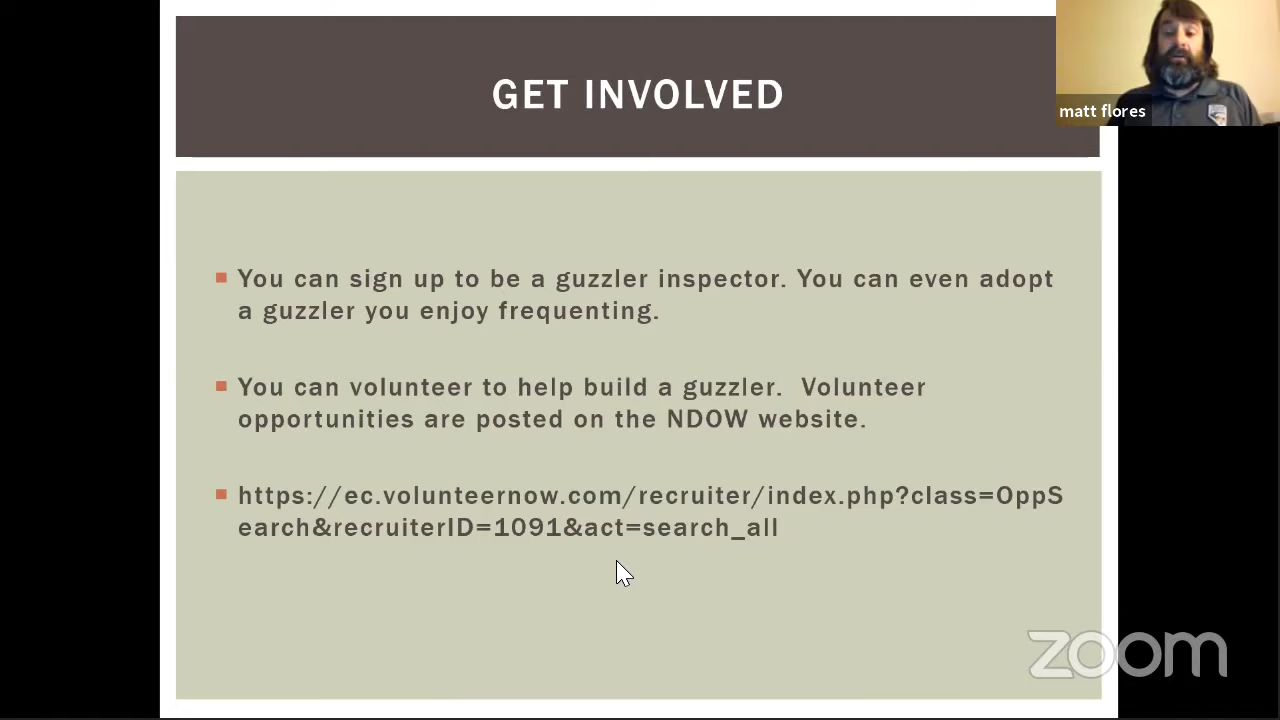 GET INVOLVED
matt flores
You can sign up to be a guzzler inspector. You can even adopt
a guzzler you enjoy frequenting.
You can volunteer to help build a guzzler.  Volunteer
opportunities are posted on the NDOW website.
https://ec.volunteernow.com/recruiter/index.php?class=OppS
earch&recruiterID=1091&act=search_all
zoom